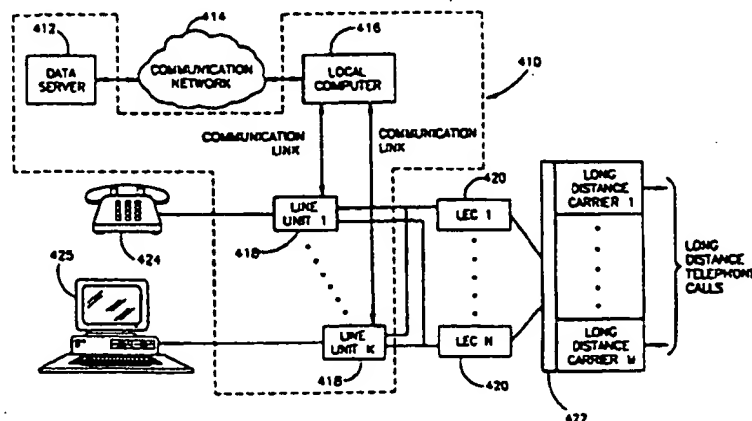 412
DATA
SERVER
414
COMMUNICATION
NETWORK
416
LOCAL
COMPUTER
410
COMMUNICATION
LINK
COMMUNICATION
LINK
424
LINE
UNIT 1
418
420
LEC 1
LONG
DISTANCE
CARRIER 1
LONG
DISTANCE
TELEPHONE
CALLS
425
LINE
UNIT K
418
LEC N
420
LONG
DISTANCE
CARRIER M
422